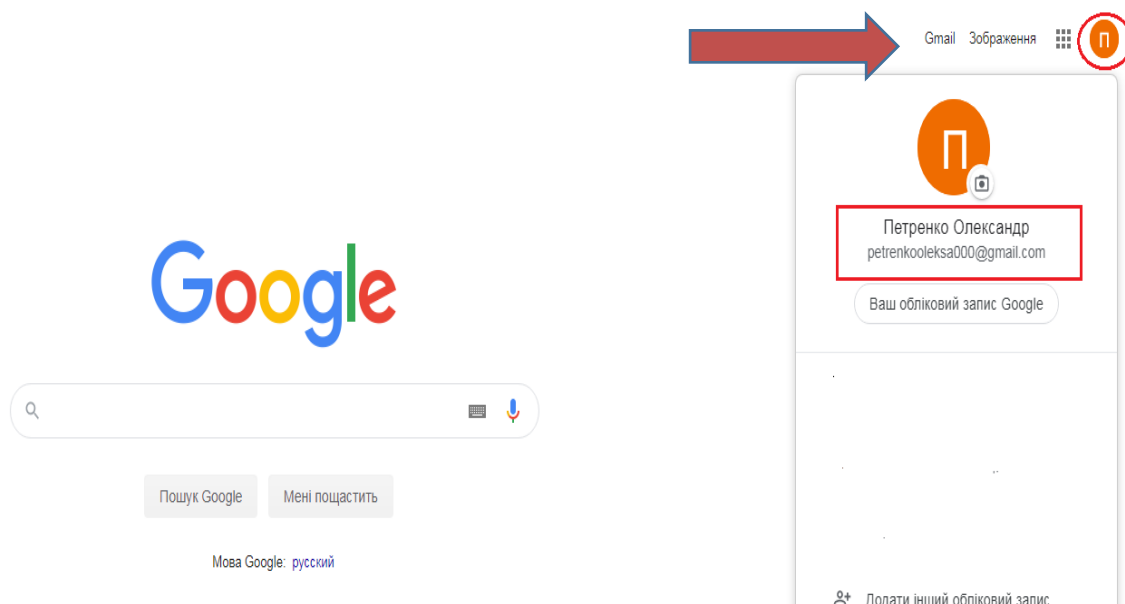 Gmail Зображення
П
П
Петренко Олександр
petrenkooleksa000@gmail.com
Ваш обліковий запис Google
Google
Пошук Google Мені пощастить
Мова Google: русский
Додати інший обліковий запис